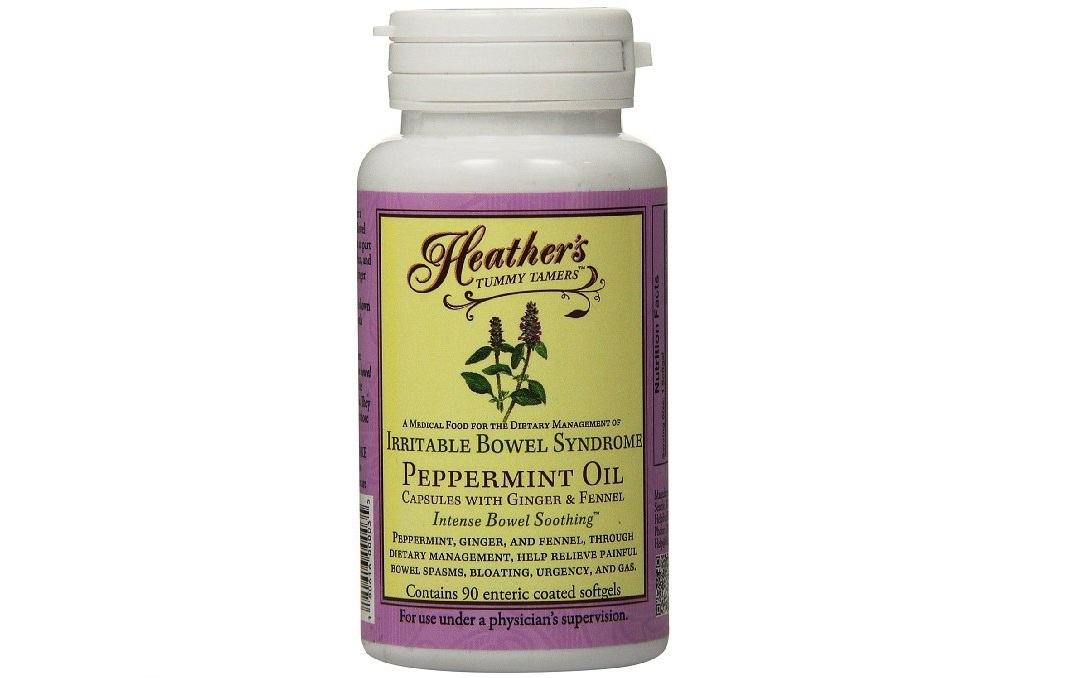 Heather's
TUMMY TAMERS™
A MEDICAL FOOD FOR THE DIETARY MANAGEMENT OF
IRRITABLE BOWEL SYNDROME
PEPPERMINT OIL
CAPSULES WITH GINGER & FENNEL
Intense Bowel Soothing™
PEPPERMINT, GINGER, AND FENNEL, THROUGH
DIETARY MANAGEMENT, HELP RELIEVE PAINFUL
BOWEL SPASMS, BLOATING, URGENCY, AND GAS.
Contains 90 enteric coated softgels
For use under a physician's supervision.
Nutrition Facts